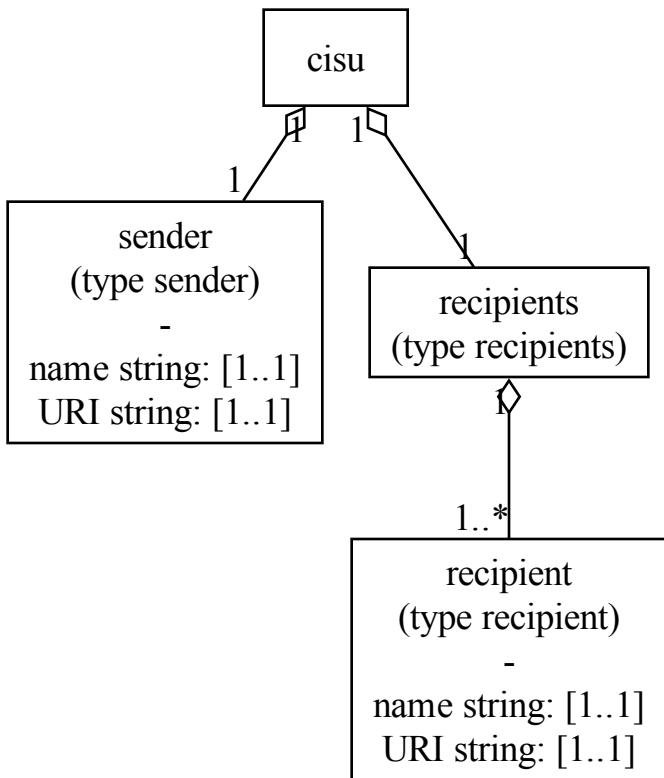 cisu
1
1
1
sender
(type sender)
-
name string: [1..1]
URI string: [1..1]
1
recipients
(type recipients)
1
1..*
recipient
(type recipient)
-
name string: [1..1]
URI string: [1..1]